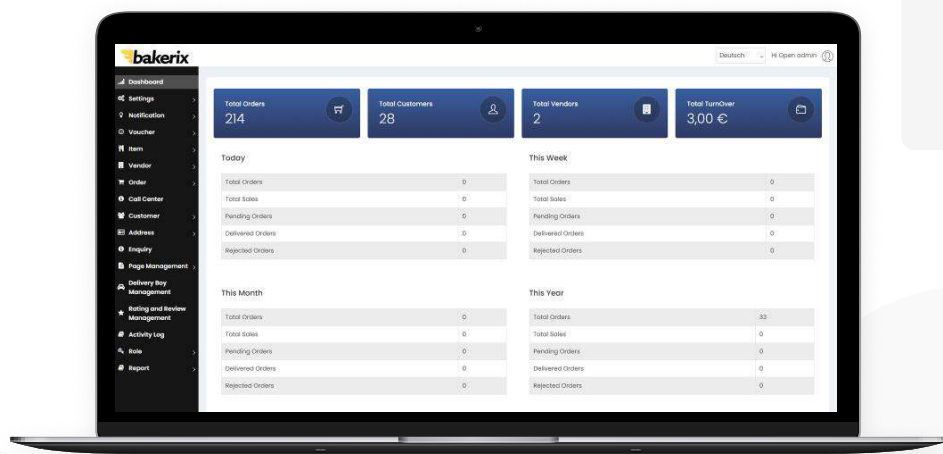 bakerix
Deutsch
Hi Open admin
Dashboard
Settings
Notification
Voucher
Item
Vendor
Order
Call Center
Customer
Address
Enquiry
Page Management
Delivery Boy
Management
Rating and Review
Management
Activity Log
Role
Report
Total Orders
214
Total Customers
28
Total Vendors
2
Total TurnOver
3,00 €
Today
Total Orders 0
Total Sales 0
Pending Orders 0
Delivered Orders 0
Rejected Orders 0
This Week
Total Orders 0
Total Sales 0
Pending Orders 0
Delivered Orders 0
Rejected Orders 0
This Month
Total Orders 0
Total Sales 0
Pending Orders 0
Delivered Orders 0
Rejected Orders 0
This Year
Total Orders 33
Total Sales 0
Pending Orders 0
Delivered Orders 0
Rejected Orders 0